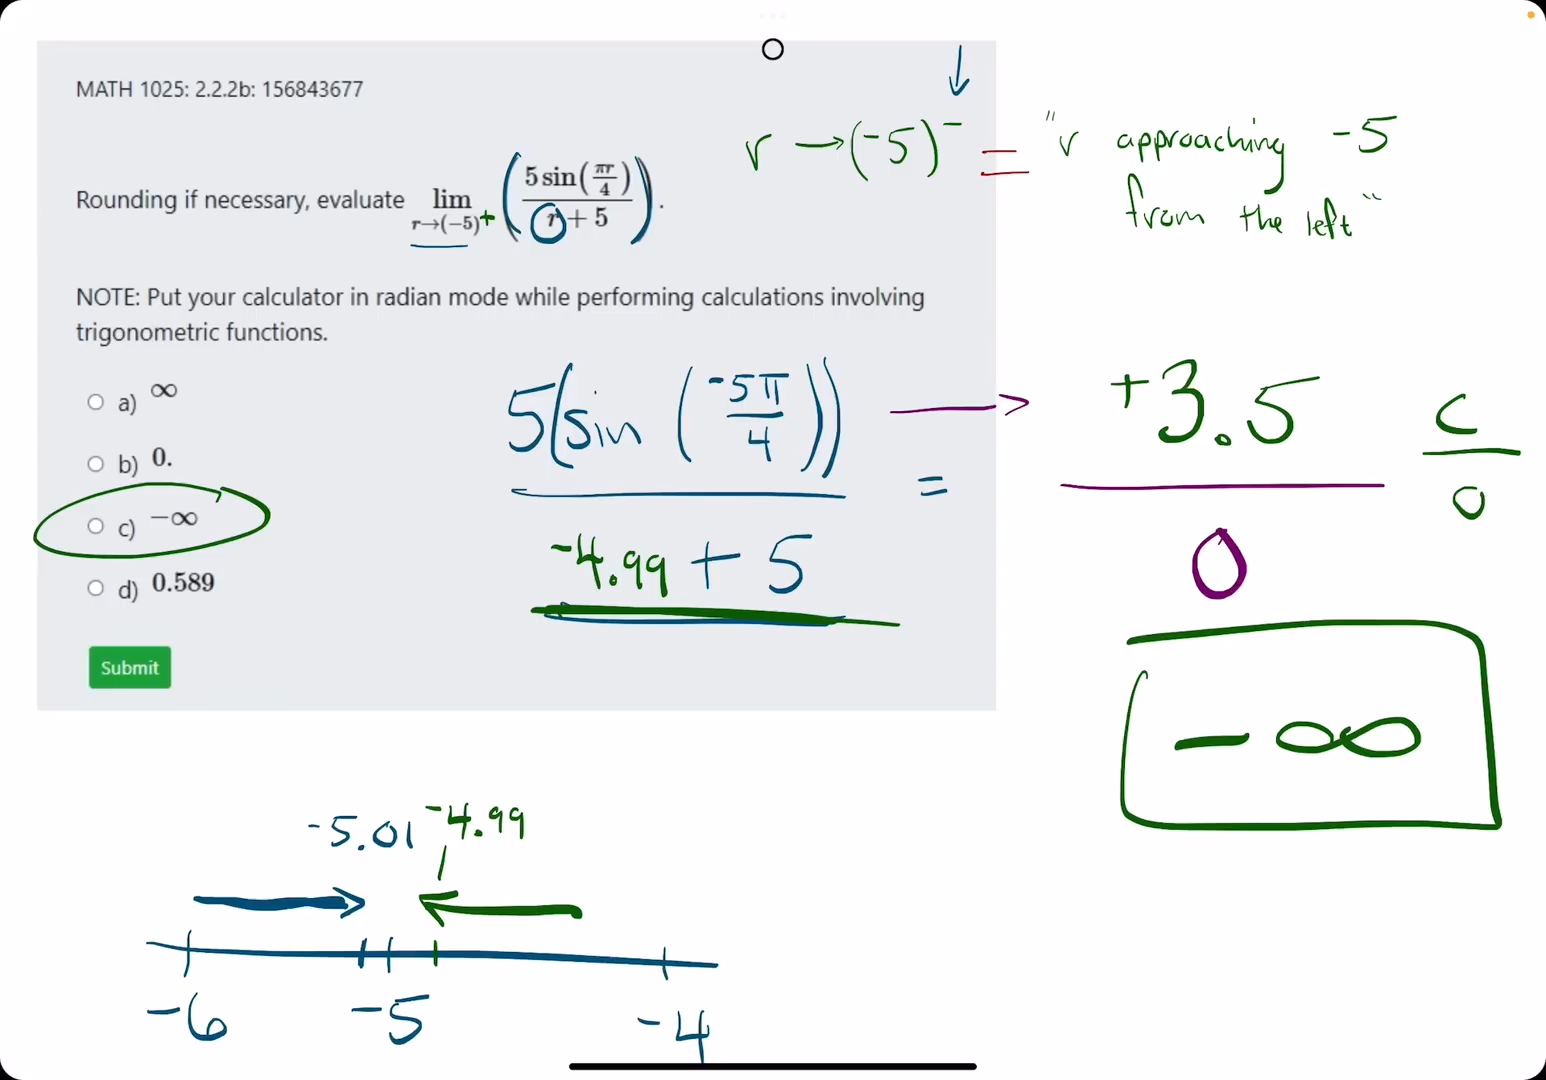 MATH 1025: 2.2.2b: 156843677
r → (-5)⁻ = "r approaching -5
from the left"
Rounding if necessary, evaluate lim r→(−5)+ (5 sin(πr/4) / r + 5).
NOTE: Put your calculator in radian mode while performing calculations involving
trigonometric functions.
a) ∞
b) 0.
c) −∞
d) 0.589
Submit
5(sin(-5π/4))
-4.99 + 5
=
+3.5
0
c
0
-∞
-5.01 -4.99
-6 -5 -4